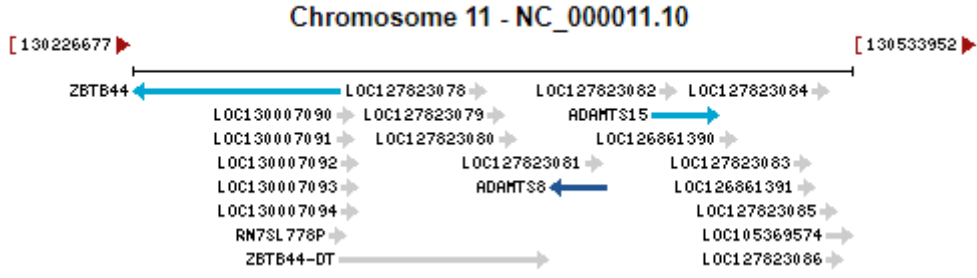 Chromosome 11 - NC_000011.10
[ 130226677 [ 130533952
ZBTB44 LOC127823078 LOC127823082 LOC127823084
LOC130007090 LOC127823079 ADAMTS15
LOC130007091 LOC127823080 LOC126861390
LOC130007092 LOC127823081 LOC127823083
LOC130007093 ADAMTS8 LOC126861391
LOC130007094 LOC127823085
RN7SL778P LOC105369574
ZBTB44-DT LOC127823086